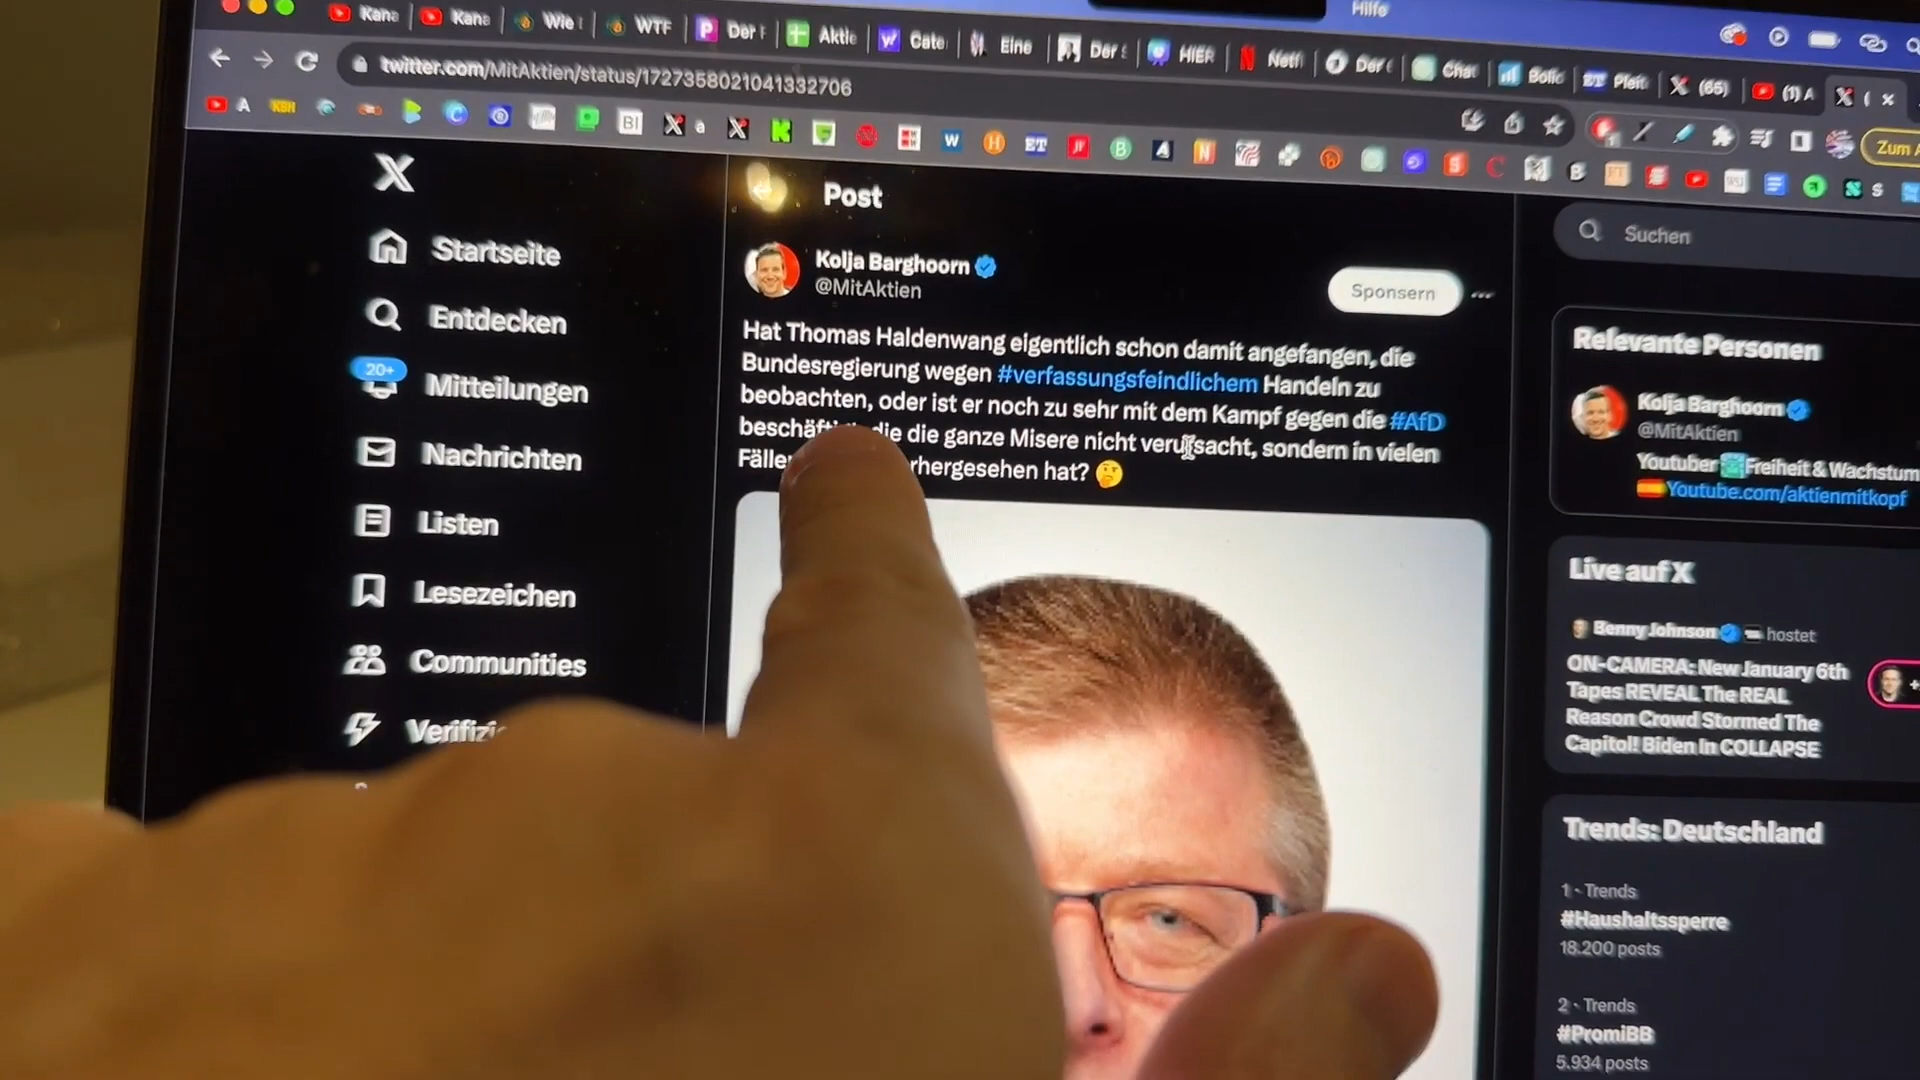 Hilfe
Kana
Kana
Wie
WTF
Der
Aktie
Cate
Eine
Der
HIER
Netfl
Der
Chat
Bolic
Pleit
(65)
(1) A
twitter.com/MitAktien/status/1727358021041332706
Zum A
A
KBH
BI
a
W
H
ET
JF
B
A
N
S
Post
Kolja Barghoorn
@MitAktien
Sponsern
Hat Thomas Haldenwang eigentlich schon damit angefangen, die
Bundesregierung wegen #verfassungsfeindlichem Handeln zu
beobachten, oder ist er noch zu sehr mit dem Kampf gegen die #AfD
die die ganze Misere nicht verursacht, sondern in vielen
Fälle rhergesehen hat? 🤔
Startseite
Entdecken
20+
Mitteilungen
Nachrichten
Listen
Lesezeichen
Communities
Verifizi
Suchen
Relevante Personen
Kolja Barghoorn
@MitAktien
Youtuber Freiheit & Wachstum
Youtube.com/aktienmitkopf
Live auf X
Benny Johnson hostet
ON-CAMERA: New January 6th
Tapes REVEAL The REAL
Reason Crowd Stormed The
Capitol! Biden In COLLAPSE
Trends: Deutschland
1 · Trends
#Haushaltssperre
18.200 posts
2 · Trends
#PromiBB
5.934 posts